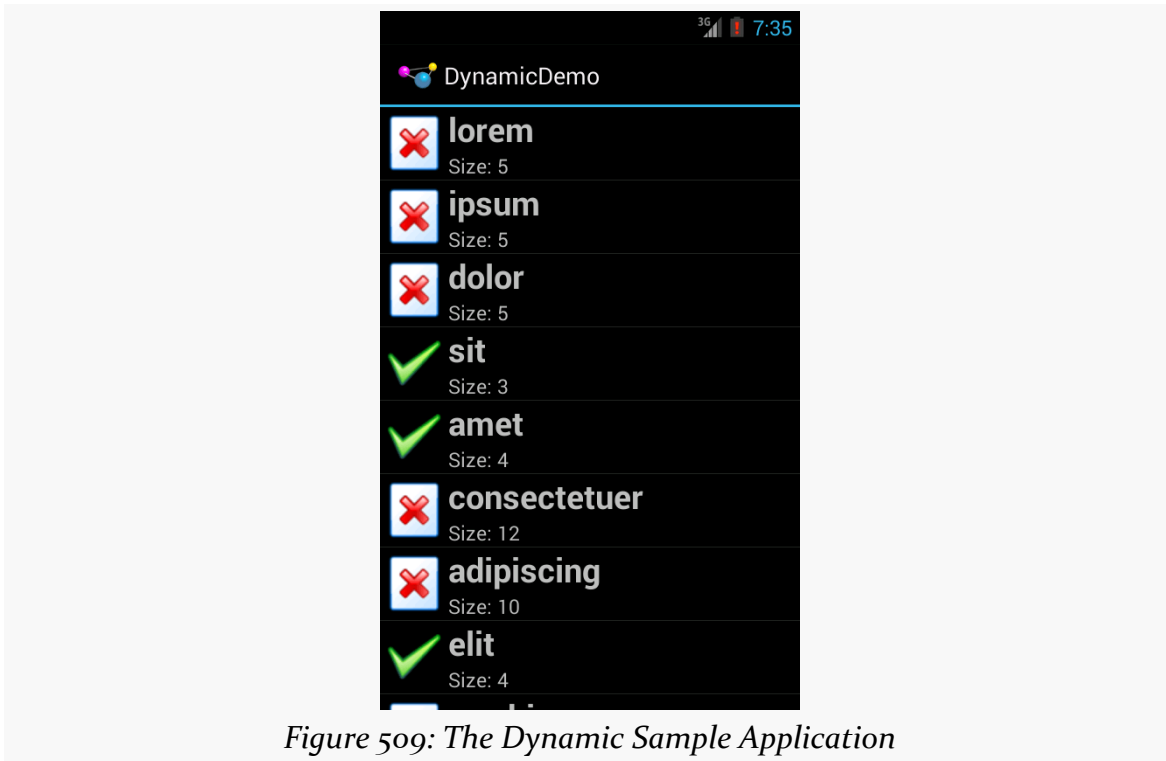 3G 7:35
DynamicDemo
lorem
Size: 5
ipsum
Size: 5
dolor
Size: 5
sit
Size: 3
amet
Size: 4
consectetuer
Size: 12
adipiscing
Size: 10
elit
Size: 4
Figure 509: The Dynamic Sample Application